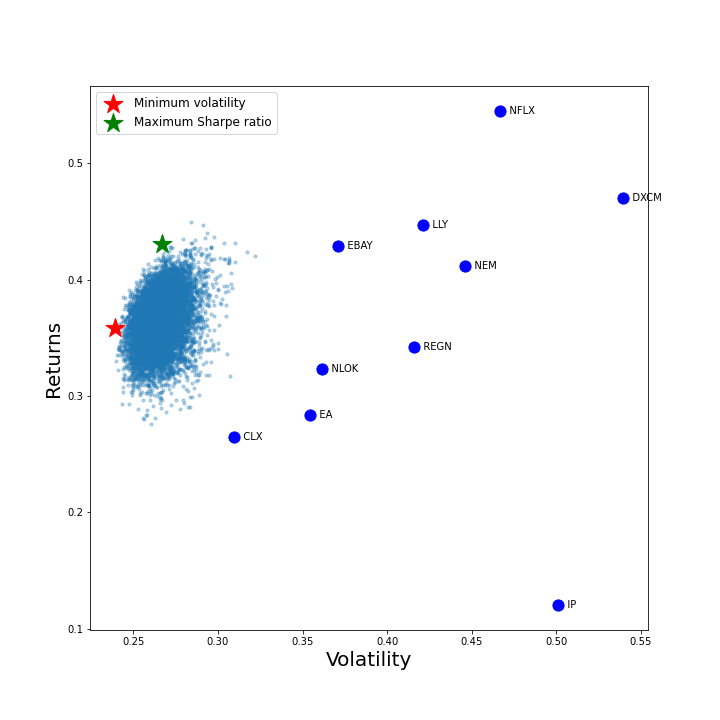 Minimum volatility
Maximum Sharpe ratio
NFLX
0.5
DXCM
LLY
EBAY
NEM
0.4
REGN
Returns
NLOK
0.3
EA
CLX
0.2
IP
0.1
0.25 0.30 0.35 0.40 0.45 0.50 0.55
Volatility